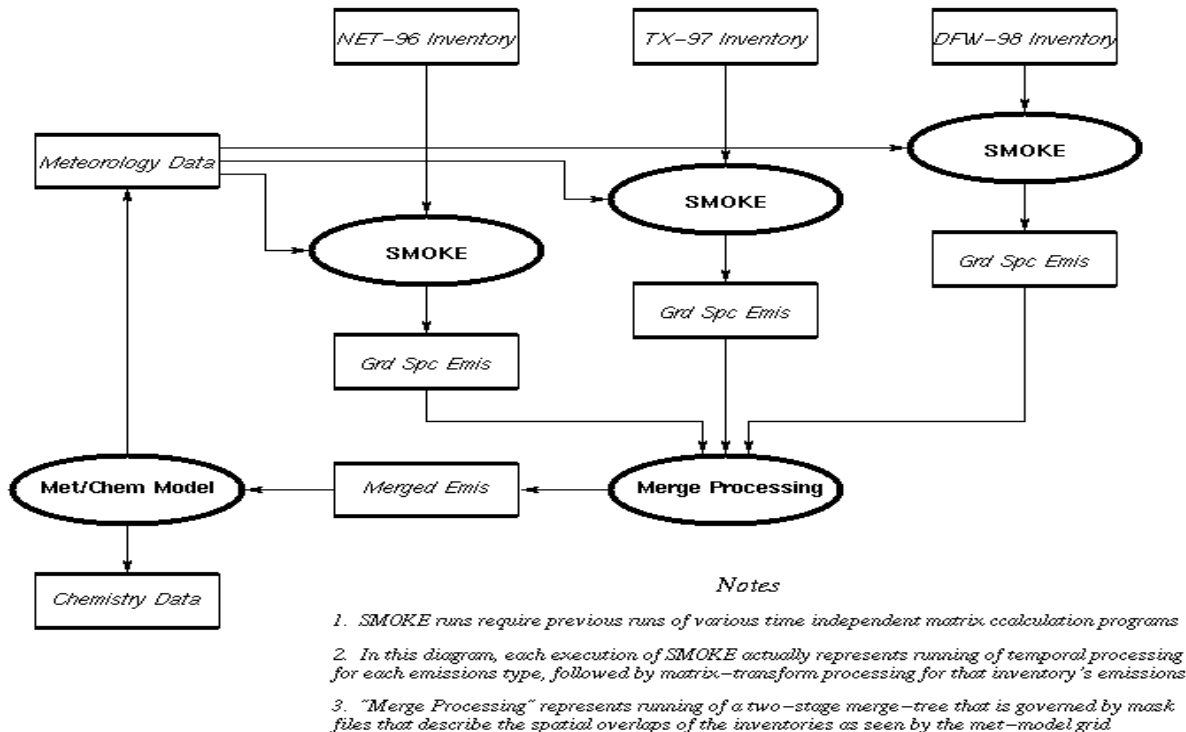 NET-96 Inventory
TX-97 Inventory
DFW-98 Inventory
Meteorology Data
SMOKE
SMOKE
SMOKE
Grd Spc Emis
Grd Spc Emis
Grd Spc Emis
Met/Chem Model
Merged Emis
Merge Processing
Chemistry Data
Notes
1. SMOKE runs require previous runs of various time independent matrix ccalculation programs
2. In this diagram, each execution of SMOKE actually represents running of temporal processing
for each emissions type, followed by matrix-transform processing for that inventory's emissions
3. "Merge Processing" represents running of a two-stage merge-tree that is governed by mask
files that describe the spatial overlaps of the inventories as seen by the met-model grid